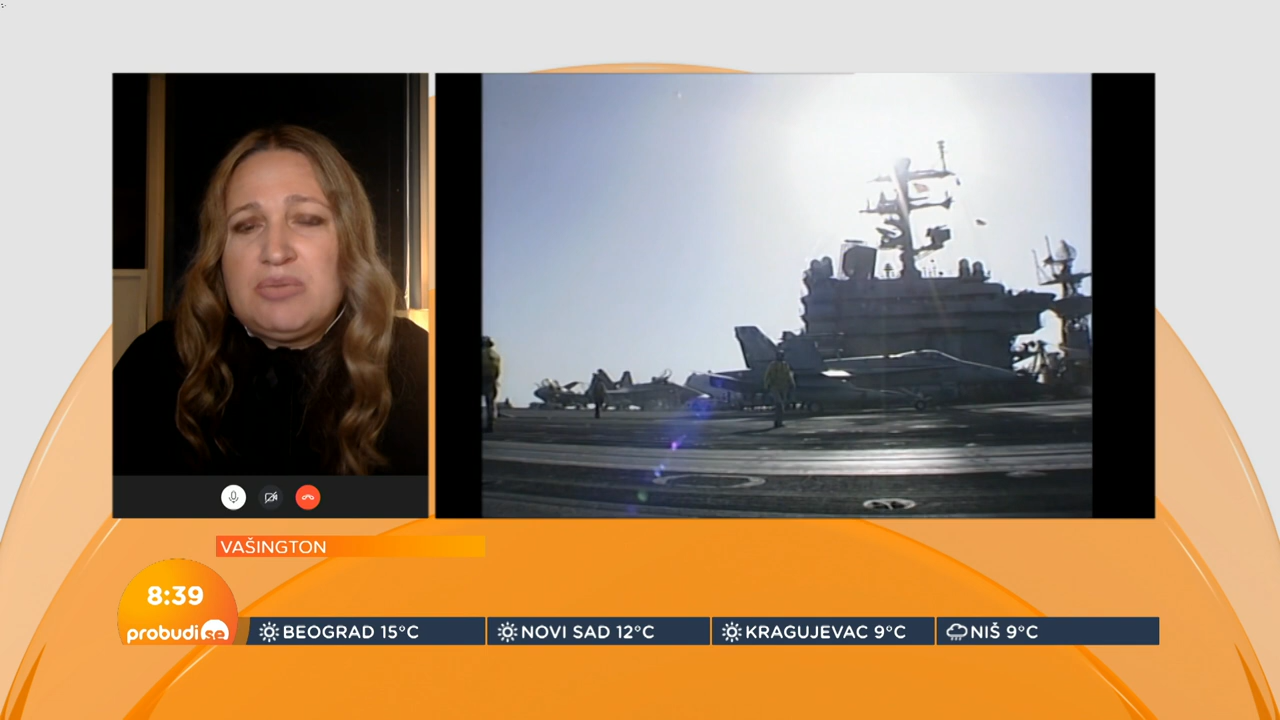 VAŠINGTON
8:39
probudi se
BEOGRAD 15°C
NOVI SAD 12°C
KRAGUJEVAC 9°C
NIŠ 9°C